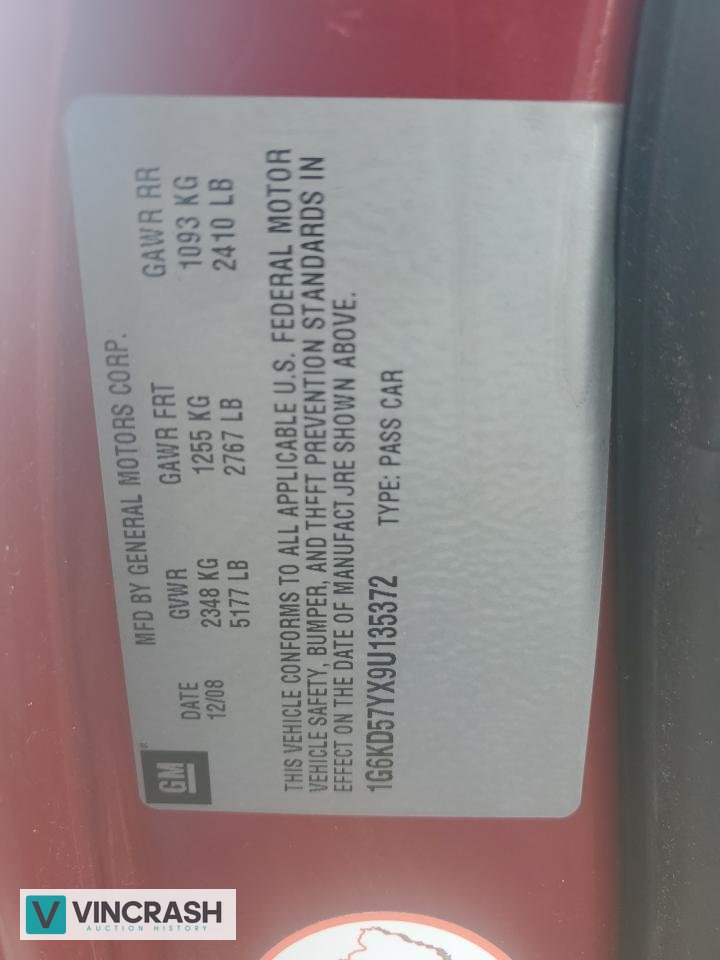 MFD BY GENERAL MOTORS CORP.
DATE GVWR GAWR FRT GAWR RR
12/08 2348 KG 1255 KG 1093 KG
5177 LB 2767 LB 2410 LB
THIS VEHICLE CONFORMS TO ALL APPLICABLE U.S. FEDERAL MOTOR
VEHICLE SAFETY, BUMPER, AND THEFT PREVENTION STANDARDS IN
EFFECT ON THE DATE OF MANUFACTURE SHOWN ABOVE.
1G6KD57YX9U135372 TYPE: PASS CAR
GM
VINCRASH
AUCTION HISTORY